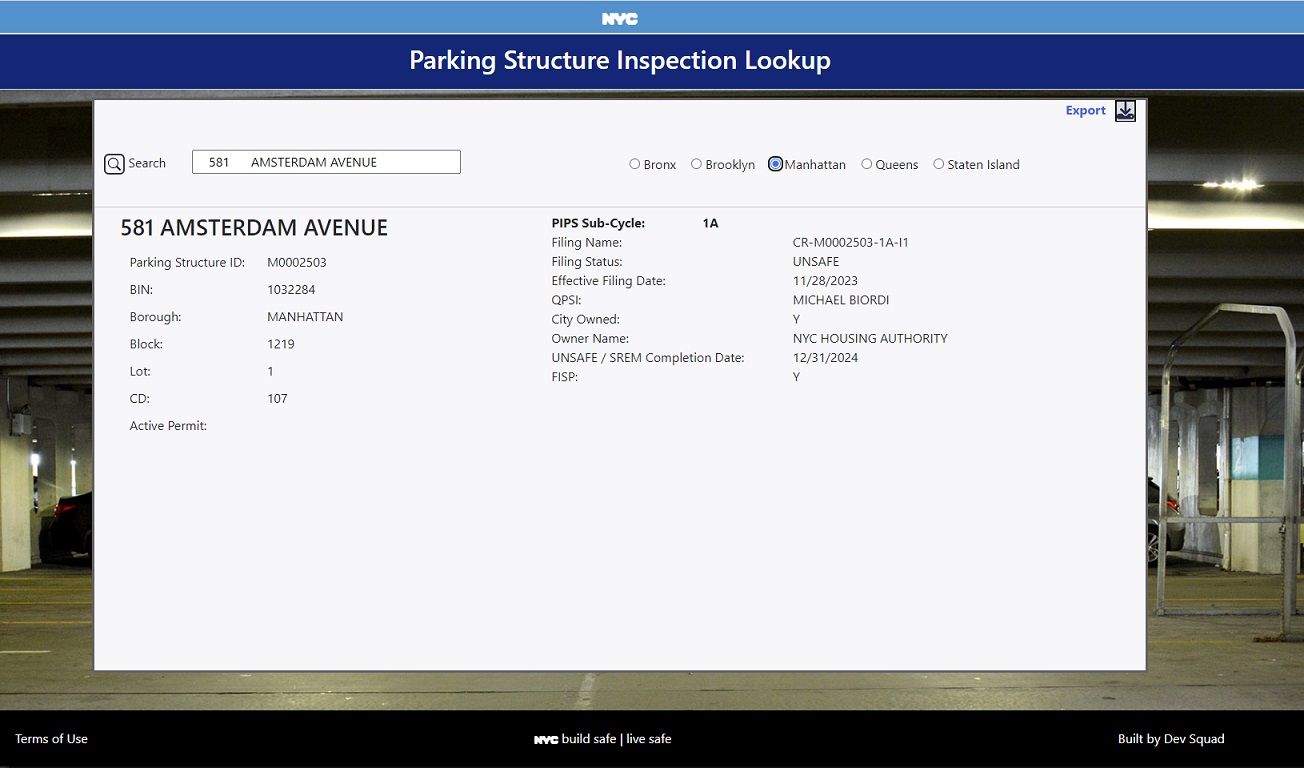 NYC
Parking Structure Inspection Lookup
Export
Search
581 AMSTERDAM AVENUE
Bronx Brooklyn Manhattan Queens Staten Island
581 AMSTERDAM AVENUE
Parking Structure ID: M0002503
BIN: 1032284
Borough: MANHATTAN
Block: 1219
Lot: 1
CD: 107
Active Permit:
PIPS Sub-Cycle: 1A
Filing Name: CR-M0002503-1A-I1
Filing Status: UNSAFE
Effective Filing Date: 11/28/2023
QPSI: MICHAEL BIORDI
City Owned: Y
Owner Name: NYC HOUSING AUTHORITY
UNSAFE / SREM Completion Date: 12/31/2024
FISP: Y
Terms of Use
NYC build safe | live safe
Built by Dev Squad